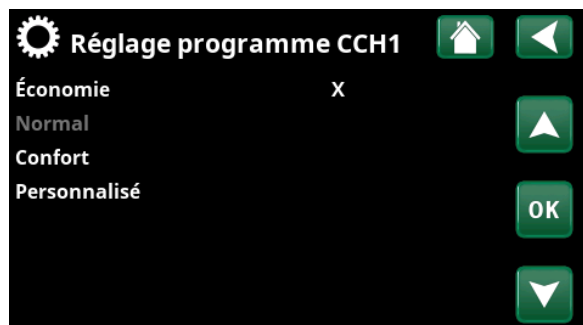 Réglage programme CCH1
Économie X
Normal
Confort
Personnalisé
OK